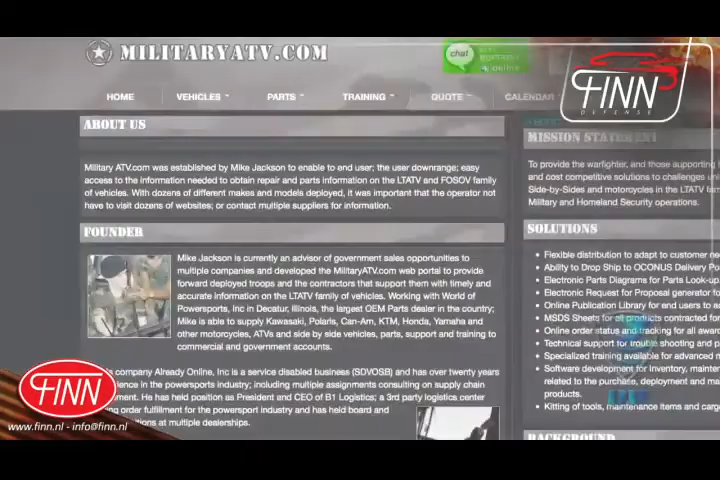 MILITARYATV.COM
chat
online
HOME
VEHICLES
PARTS
TRAINING
QUOTE
CALENDAR
FINN
DEFENSE
ABOUT US
Military ATV.com was established by Mike Jackson to enable to end user; the user downrange; easy
access to the information needed to obtain repair and parts information on the LTATV and FOSOV family
of vehicles. With dozens of different makes and models deployed, it was important that the operator not
have to visit dozens of websites; or contact multiple suppliers for information.
FOUNDER
Mike Jackson is currently an advisor of government sales opportunities to
multiple companies and developed the MilitaryATV.com web portal to provide
forward deployed troops and the contractors that support them with timely and
accurate information on the LTATV family of vehicles. Working with World of
Powersports, Inc in Decatur, Illinois, the largest OEM Parts dealer in the country;
Mike is able to supply Kawasaki, Polaris, Can-Am, KTM, Honda, Yamaha and
other motorcycles, ATVs and side by side vehicles, parts, support and training to
commercial and government accounts.
company Already Online, Inc is a service disabled business (SDVOSB) and has over twenty years
in the powersports industry; including multiple assignments consulting on supply chain
He has held position as President and CEO of B1 Logistics; a 3rd party logistics center
order fulfillment for the powersport industry and has held board and
at multiple dealerships.
MISSION STATEMENT
To provide the warfighter, and those supporting
and cost competitive solutions to challenges
Side-by-Sides and motorcycles in the LTATV
Military and Homeland Security operations.
SOLUTIONS
Flexible distribution to adapt to customer
Ability to Drop Ship to OCONUS Delivery
Electronic Parts Diagrams for Parts Look-up
Electronic Request for Proposal generator
Online Publication Library for end users to
MSDS Sheets for all products contracted
Online order status and tracking for all
Technical support for trouble shooting and
Specialized training available for advanced
Software development for Inventory,
related to the purchase, deployment and
products.
Kitting of tools, maintenance items and
BACKGROUND
FINN
www.finn.nl - info@finn.nl